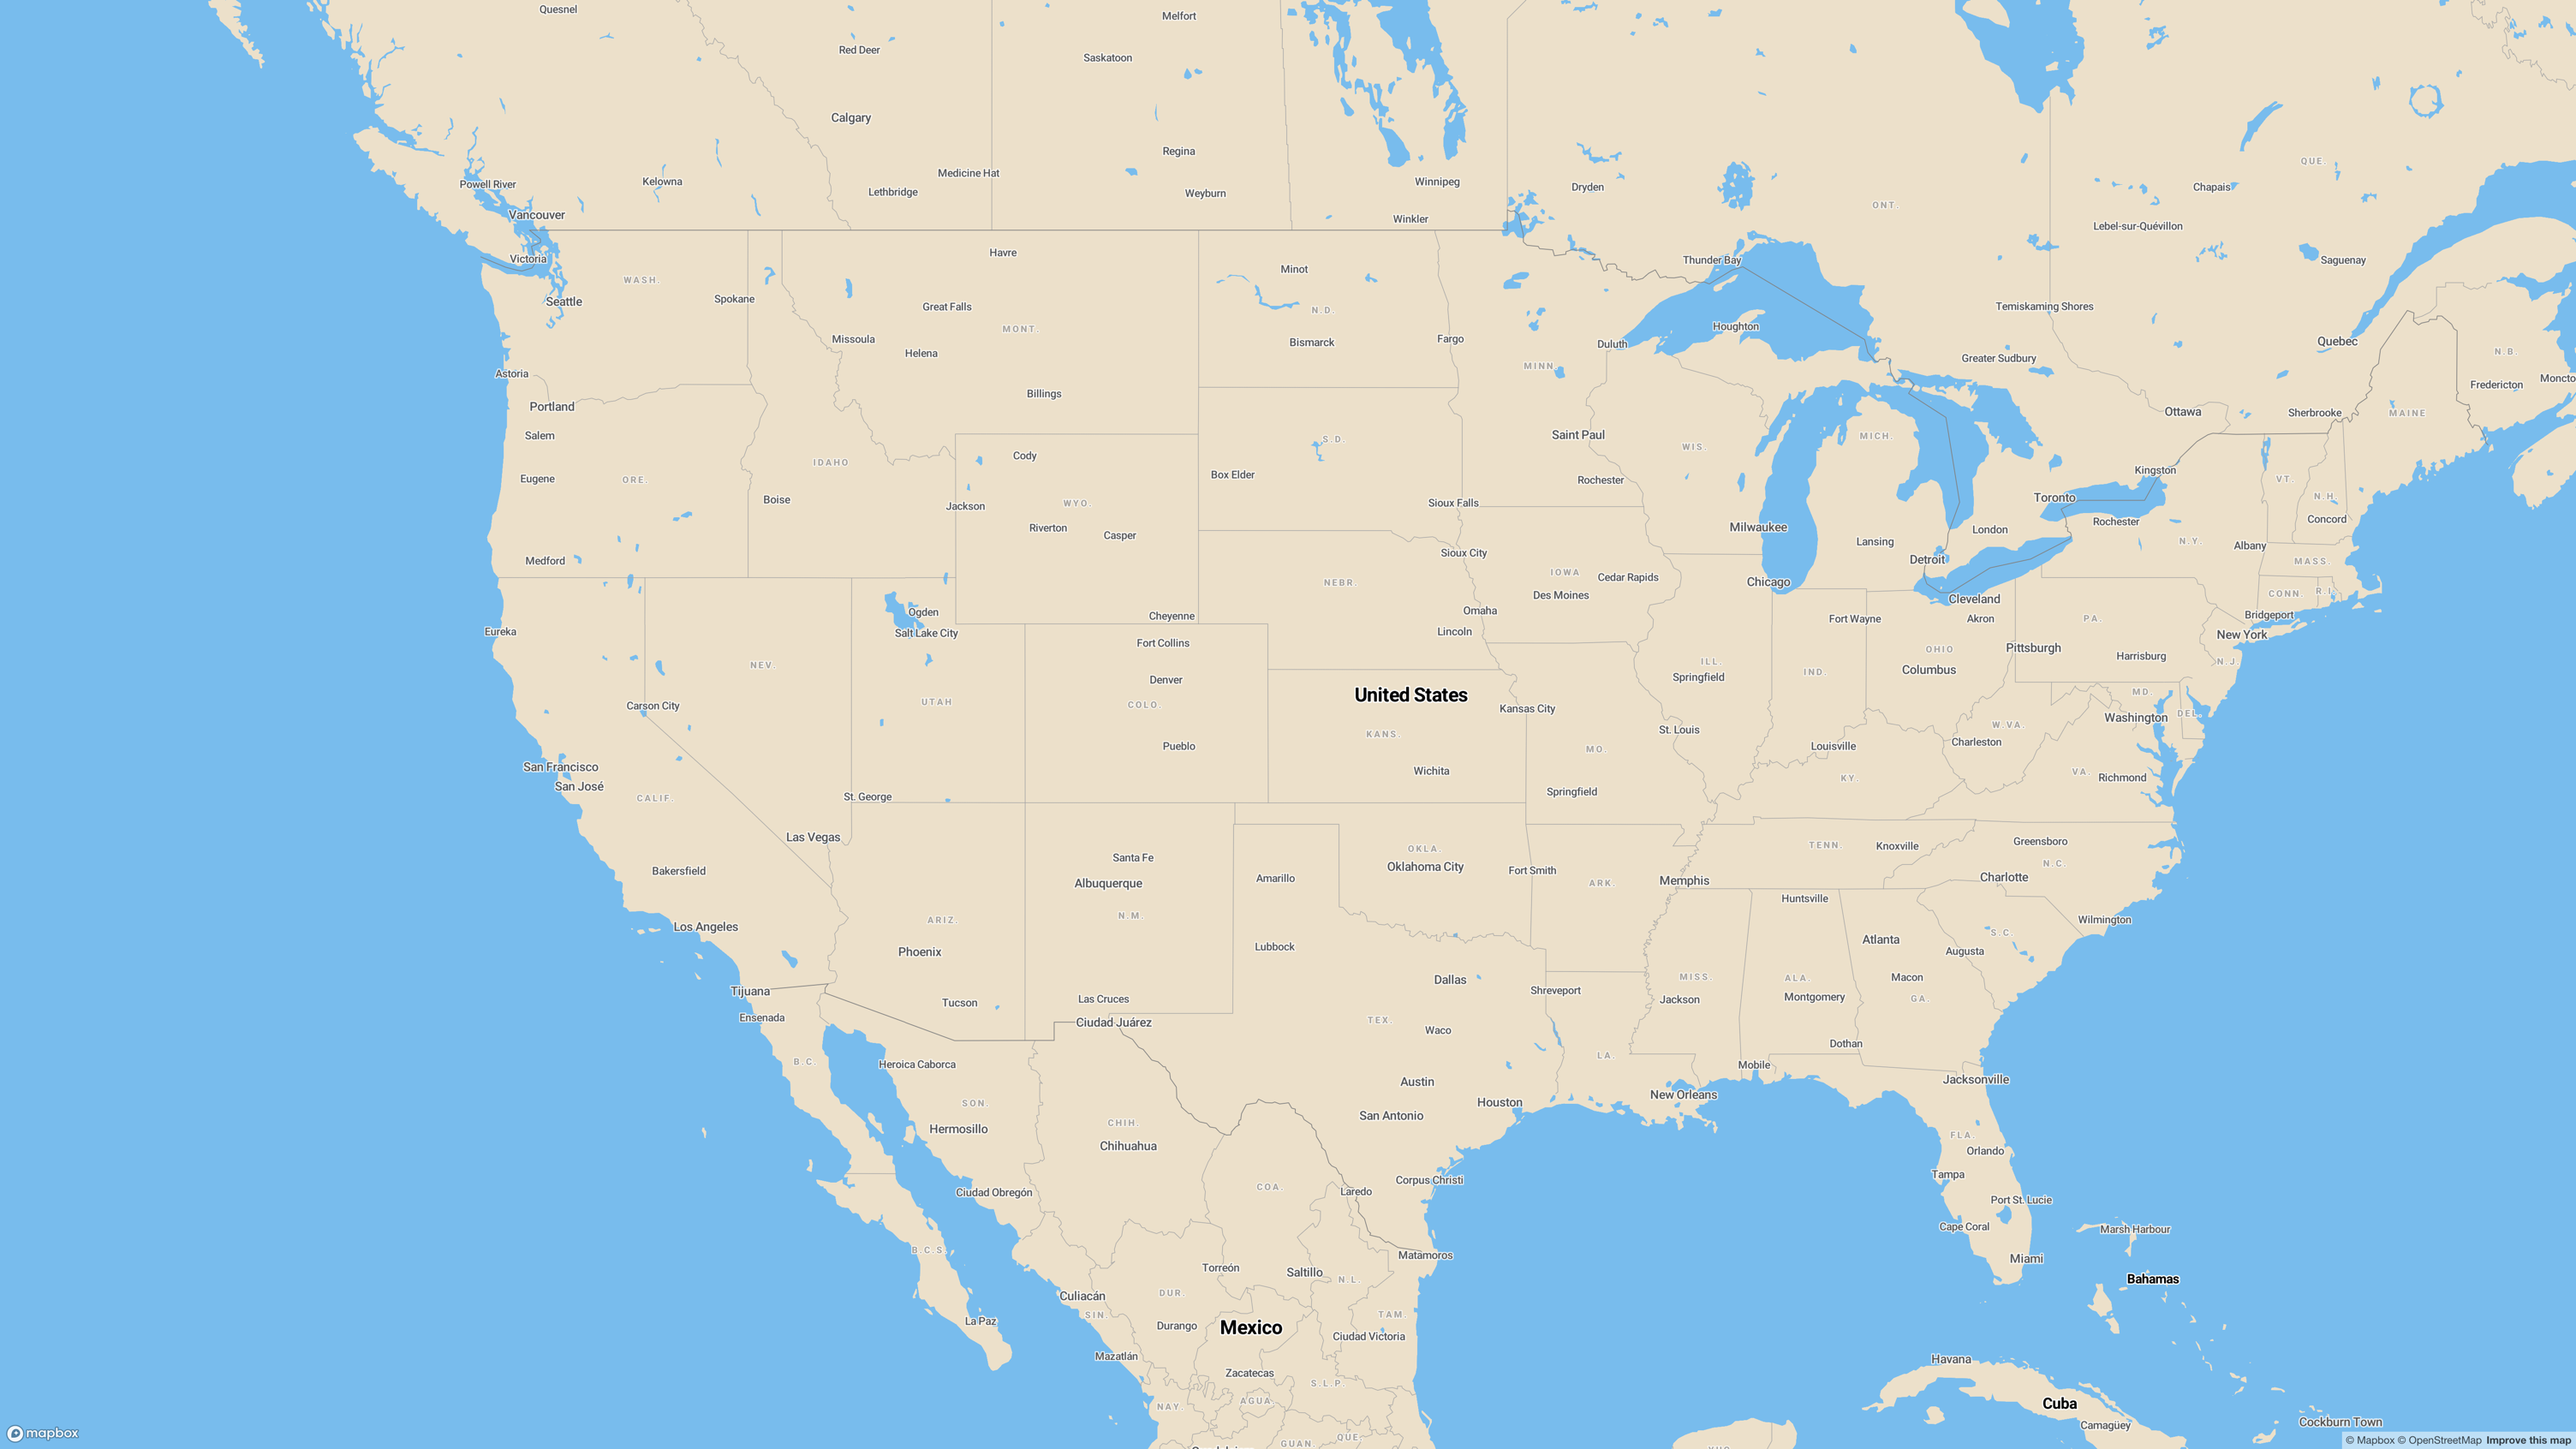 Quesnel
Melfort
Red Deer
Saskatoon
Calgary
Regina
QUE.
Medicine Hat
Powell River
Kelowna
Lethbridge
Weyburn
Winnipeg
Dryden
Chapais
ONT.
Vancouver
Winkler
Lebel-sur-Quévillon
Victoria
Havre
Thunder Bay
Saguenay
Minot
WASH.
Seattle
Spokane
Great Falls
N.D.
Temiskaming Shores
MONT.
Houghton
Missoula
Helena
Bismarck
Fargo
Duluth
Quebec
N.B.
Greater Sudbury
MINN.
Astoria
Fredericton
Moncto
Billings
Portland
Ottawa
Sherbrooke
MAINE
Salem
S.D.
Saint Paul
MICH.
WIS.
Cody
IDAHO
Kingston
Eugene
ORE.
Box Elder
Rochester
VT.
Boise
Jackson
WYO.
Sioux Falls
Toronto
N.H.
Riverton
Milwaukee
London
Rochester
Concord
Casper
Lansing
N.Y.
Albany
Medford
Sioux City
Detroit
MASS.
NEBR.
IOWA
Cedar Rapids
Chicago
Des Moines
Cleveland
CONN.
R.I.
Ogden
Cheyenne
Omaha
Fort Wayne
Akron
PA.
Bridgeport
Eureka
Salt Lake City
Lincoln
New York
Fort Collins
OHIO
Pittsburgh
Harrisburg
NEV.
ILL.
N.J.
Columbus
IND.
Springfield
Denver
United States
MD.
UTAH
Carson City
COLO.
Kansas City
Washington
DEL.
W.VA.
St. Louis
KANS.
Charleston
Pueblo
MO.
Louisville
San Francisco
Wichita
VA.
Richmond
KY.
San José
CALIF.
St. George
Springfield
Las Vegas
Greensboro
TENN.
Knoxville
OKLA.
Santa Fe
N.C.
Bakersfield
Oklahoma City
Fort Smith
Albuquerque
Amarillo
ARK.
Memphis
Charlotte
Huntsville
N.M.
ARIZ.
Wilmington
Los Angeles
S.C.
Atlanta
Lubbock
Phoenix
Augusta
Dallas
MISS.
ALA.
Macon
Tijuana
Shreveport
Tucson
Las Cruces
Jackson
Montgomery
GA.
Ensenada
Ciudad Juárez
TEX.
Waco
Dothan
B.C.
LA.
Heroica Caborca
Mobile
Austin
Jacksonville
New Orleans
SON.
Houston
San Antonio
CHIH.
Hermosillo
FLA.
Chihuahua
Orlando
Tampa
Corpus Christi
COA.
Ciudad Obregón
Laredo
Port St. Lucie
Cape Coral
Marsh Harbour
B.C.S.
Matamoros
Miami
Torreón
Saltillo
N.L.
Bahamas
DUR.
Culiacán
SIN.
TAM.
La Paz
Durango
Mexico
Ciudad Victoria
Mazatlán
Havana
Zacatecas
S.L.P.
AGUA.
NAY.
Cuba
Cockburn Town
Camagüey
mapbox
QUE.
GUAN.
© Mapbox © OpenStreetMap Improve this map